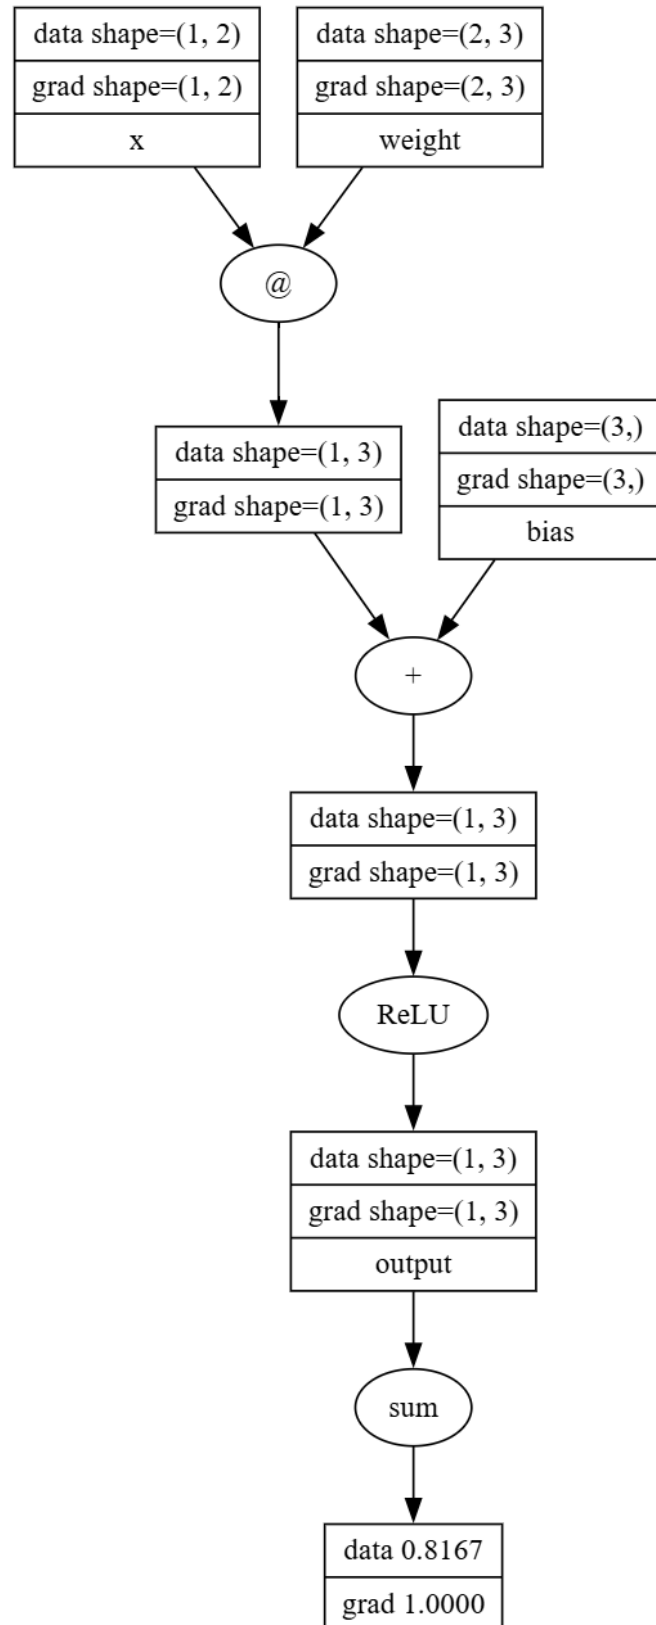 data shape=(1, 2)
grad shape=(1, 2)
x
data shape=(2, 3)
grad shape=(2, 3)
weight
@
data shape=(1, 3)
grad shape=(1, 3)
data shape=(3,)
grad shape=(3,)
bias
+
data shape=(1, 3)
grad shape=(1, 3)
ReLU
data shape=(1, 3)
grad shape=(1, 3)
output
sum
data 0.8167
grad 1.0000